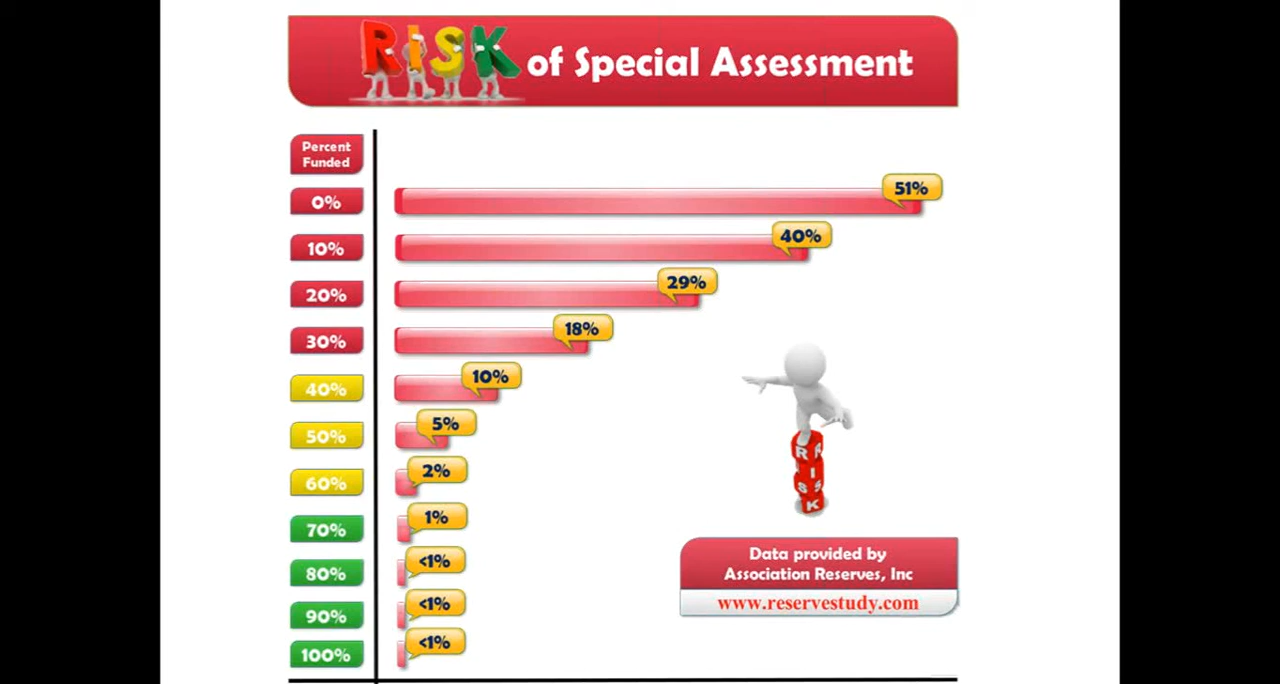 RISK of Special Assessment
Percent
Funded
0% 51%
10% 40%
20% 29%
30% 18%
40% 10%
50% 5%
60% 2%
70% 1%
80% <1%
90% <1%
100% <1%
R R
I
S S
K
Data provided by
Association Reserves, Inc
www.reservestudy.com